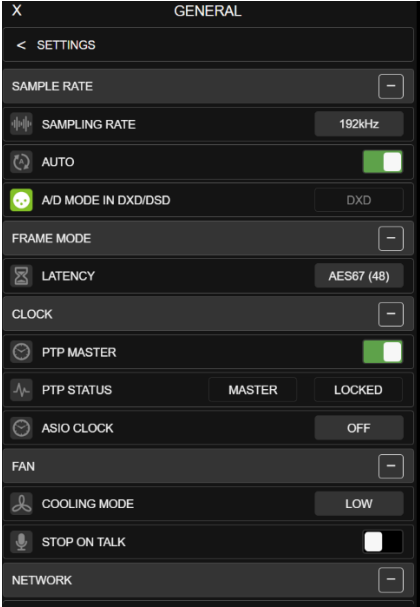 X GENERAL
< SETTINGS
SAMPLE RATE −
SAMPLING RATE 192kHz
AUTO
A/D MODE IN DXD/DSD DXD
FRAME MODE −
LATENCY AES67 (48)
CLOCK −
PTP MASTER
PTP STATUS MASTER LOCKED
ASIO CLOCK OFF
FAN −
COOLING MODE LOW
STOP ON TALK
NETWORK −